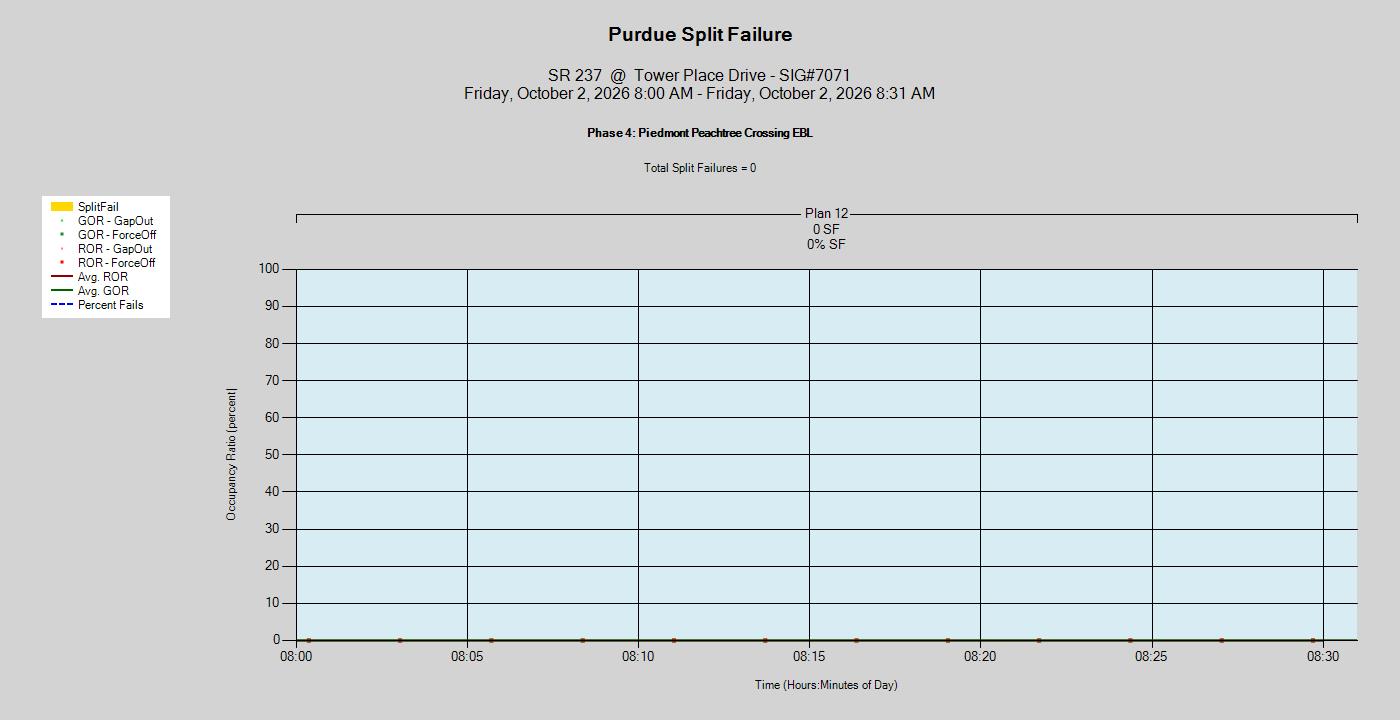 Purdue Split Failure
SR 237 @ Tower Place Drive - SIG#7071
Friday, October 2, 2026 8:00 AM - Friday, October 2, 2026 8:31 AM
Phase 4: Piedmont Peachtree Crossing EBL
Total Split Failures = 0
SplitFail
GOR - GapOut
GOR - ForceOff
ROR - GapOut
ROR - ForceOff
Avg. ROR
Avg. GOR
Percent Fails
Plan 12
0 SF
0% SF
Occupancy Ratio (percent)
100
90
80
70
60
50
40
30
20
10
0
08:00 08:05 08:10 08:15 08:20 08:25 08:30
Time (Hours:Minutes of Day)